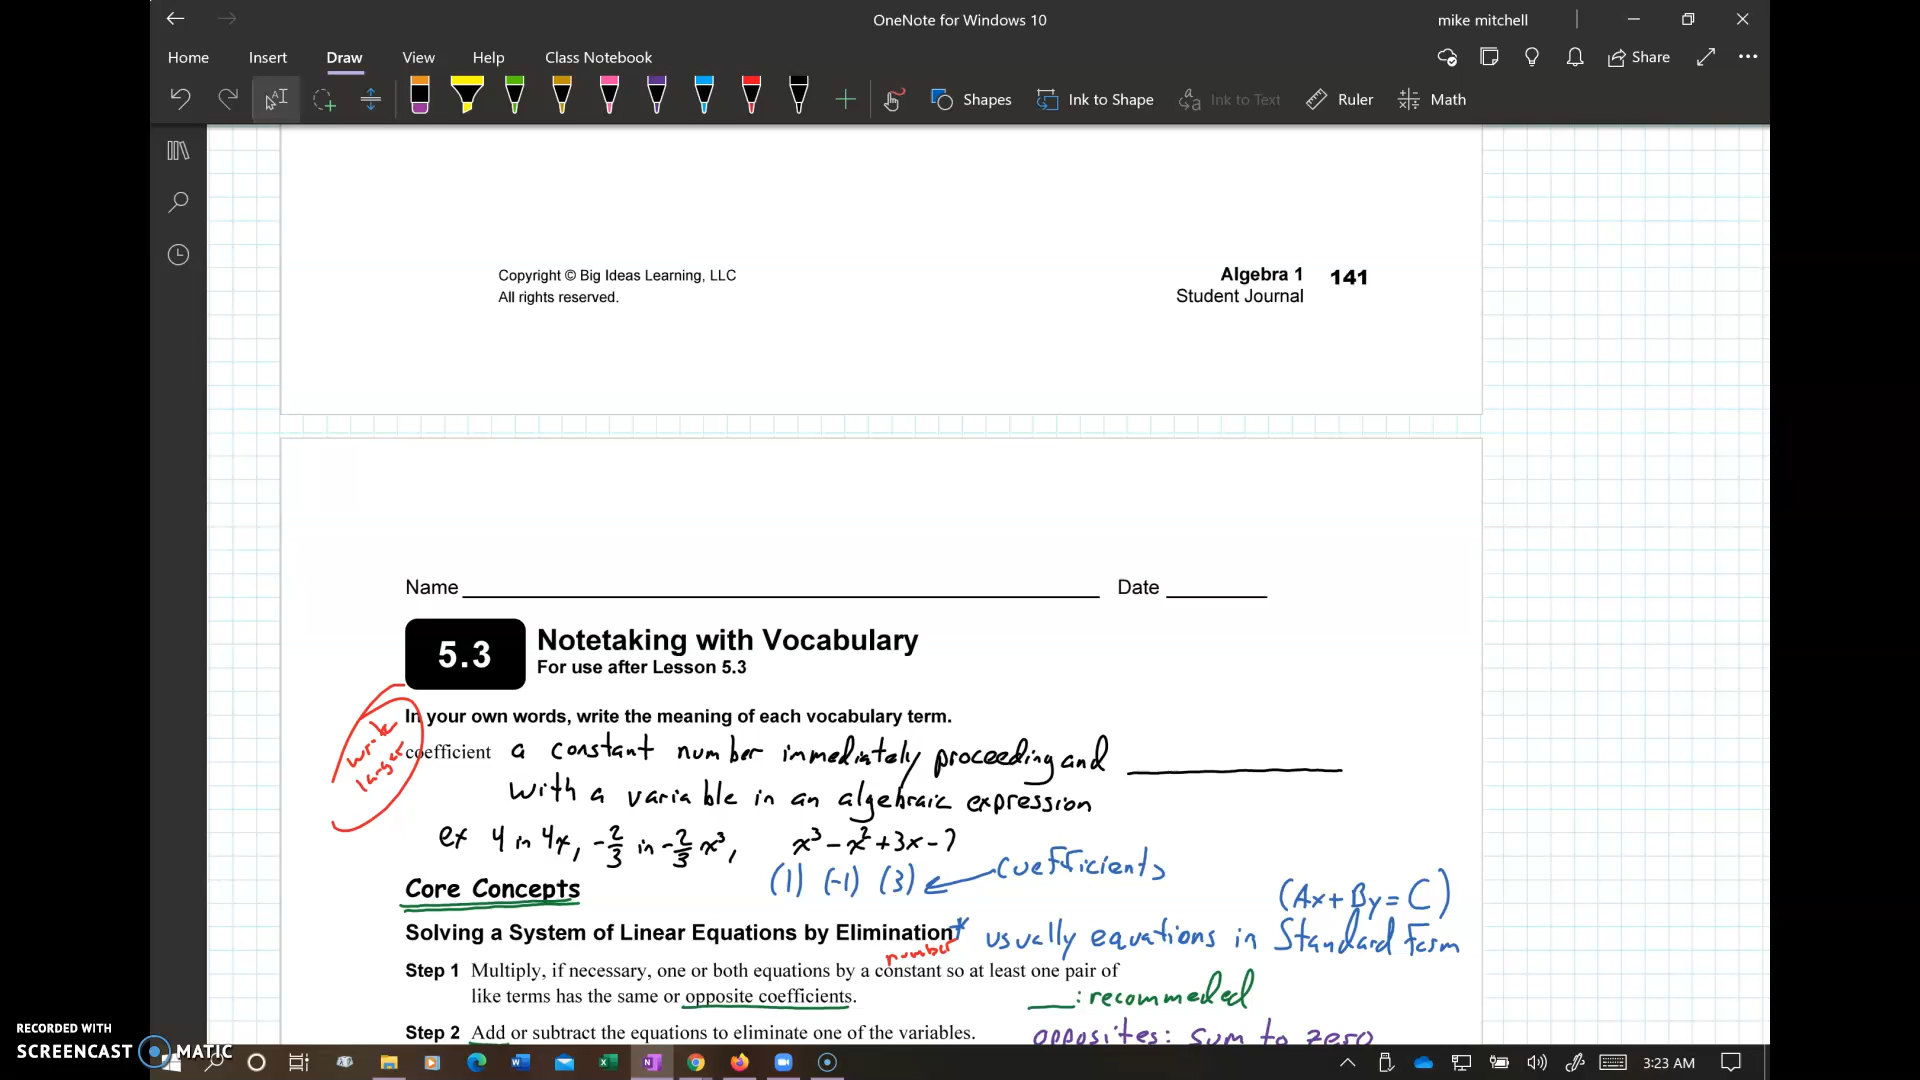 OneNote for Windows 10
mike mitchell
Home Insert Draw View Help Class Notebook
Share
Shapes Ink to Shape Ink to Text Ruler Math
Copyright © Big Ideas Learning, LLC
All rights reserved.
Algebra 1 141
Student Journal
Name Date
5.3
Notetaking with Vocabulary
For use after Lesson 5.3
In your own words, write the meaning of each vocabulary term.
write
larger
coefficient a constant number immediately proceeding and
with a variable in an algebraic expression
ex 4 in 4x, -2/3 in -2/3 x³, x³ - x² + 3x - 7
(1) (-1) (3) coefficients
Core Concepts
(Ax + By = C)
Solving a System of Linear Equations by Elimination* usually equations in Standard Form
number
Step 1 Multiply, if necessary, one or both equations by a constant so at least one pair of
like terms has the same or opposite coefficients.
: recommeded
Step 2 Add or subtract the equations to eliminate one of the variables.
opposites: sum to zero
RECORDED WITH
SCREENCAST MATIC
3:23 AM